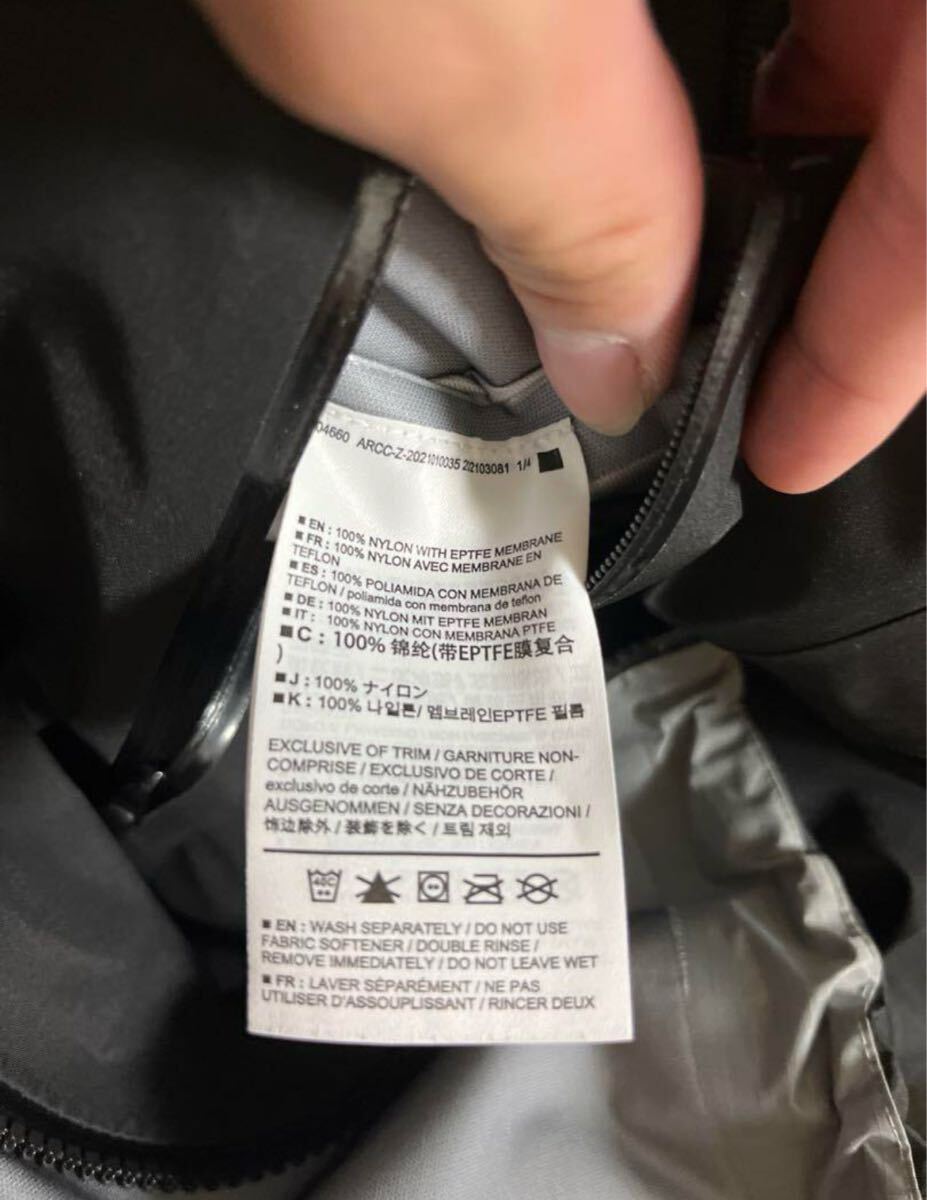 04660 ARCC-Z-2021010035 202103081 1/4
EN : 100% NYLON WITH EPTFE MEMBRANE
FR : 100% NYLON AVEC MEMBRANE EN
TEFLON
ES : 100% POLIAMIDA CON MEMBRANA DE
TEFLON / poliamida con membrana de teflon
DE : 100% NYLON MIT EPTFE MEMBRAN
IT : 100% NYLON CON MEMBRANA PTFE
C : 100% 锦纶(带EPTFE膜复合
)
J : 100% ナイロン
K : 100% 나일론/ 멤브레인EPTFE 필름
EXCLUSIVE OF TRIM / GARNITURE NON-
COMPRISE / EXCLUSIVO DE CORTE /
exclusivo de corte / NÄHZUBEHÖR
AUSGENOMMEN / SENZA DECORAZIONI /
饰边除外 / 装飾を除く / 트림 제외
40C
EN : WASH SEPARATELY / DO NOT USE
FABRIC SOFTENER / DOUBLE RINSE /
REMOVE IMMEDIATELY / DO NOT LEAVE WET
FR : LAVER SÉPARÉMENT / NE PAS
UTILISER D'ASSOUPLISSANT / RINCER DEUX